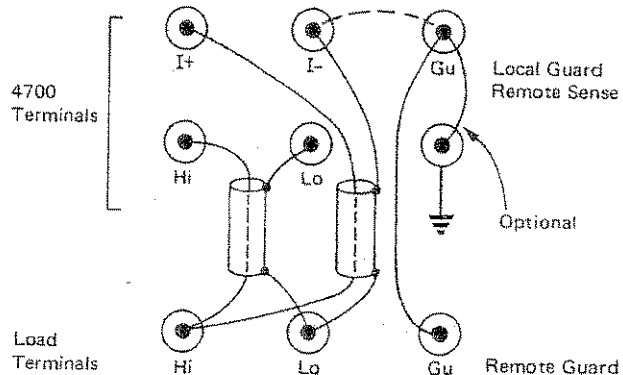 I+
I-
Gu
Local Guard
Remote Sense
4700
Terminals
Hi
Lo
Optional
Load
Terminals
Hi
Lo
Gu
Remote Guard